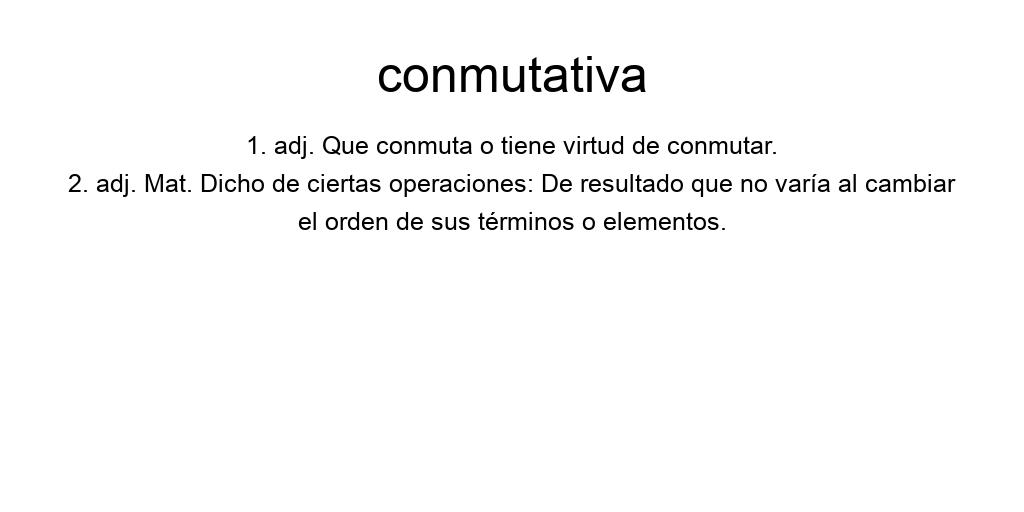 conmutativa
1. adj. Que conmuta o tiene virtud de conmutar.
2. adj. Mat. Dicho de ciertas operaciones: De resultado que no varía al cambiar
el orden de sus términos o elementos.